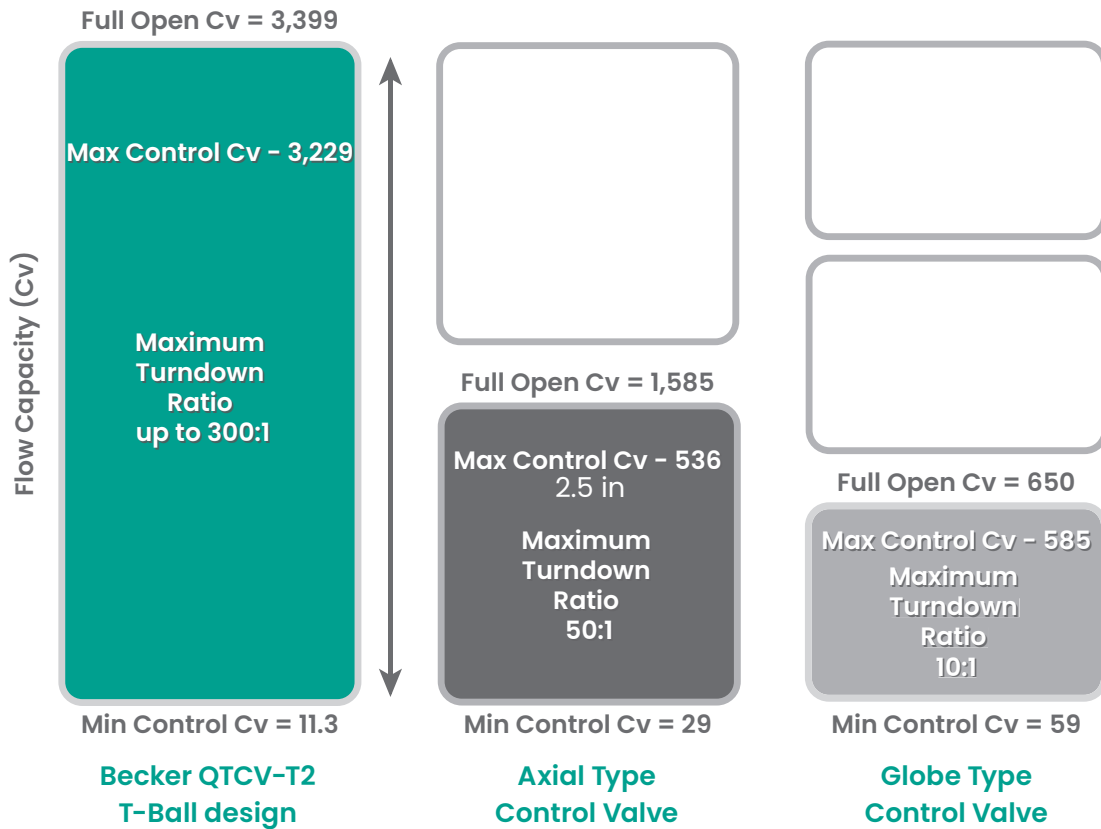 Flow Capacity (Cv)
Full Open Cv = 3,399
Max Control Cv - 3,229
Maximum
Turndown
Ratio
up to 300:1
Min Control Cv = 11.3
Becker QTCV-T2
T-Ball design
Full Open Cv = 1,585
Max Control Cv - 536
2.5 in
Maximum
Turndown
Ratio
50:1
Min Control Cv = 29
Axial Type
Control Valve
Full Open Cv = 650
Max Control Cv - 585
Maximum
Turndown
Ratio
10:1
Min Control Cv = 59
Globe Type
Control Valve